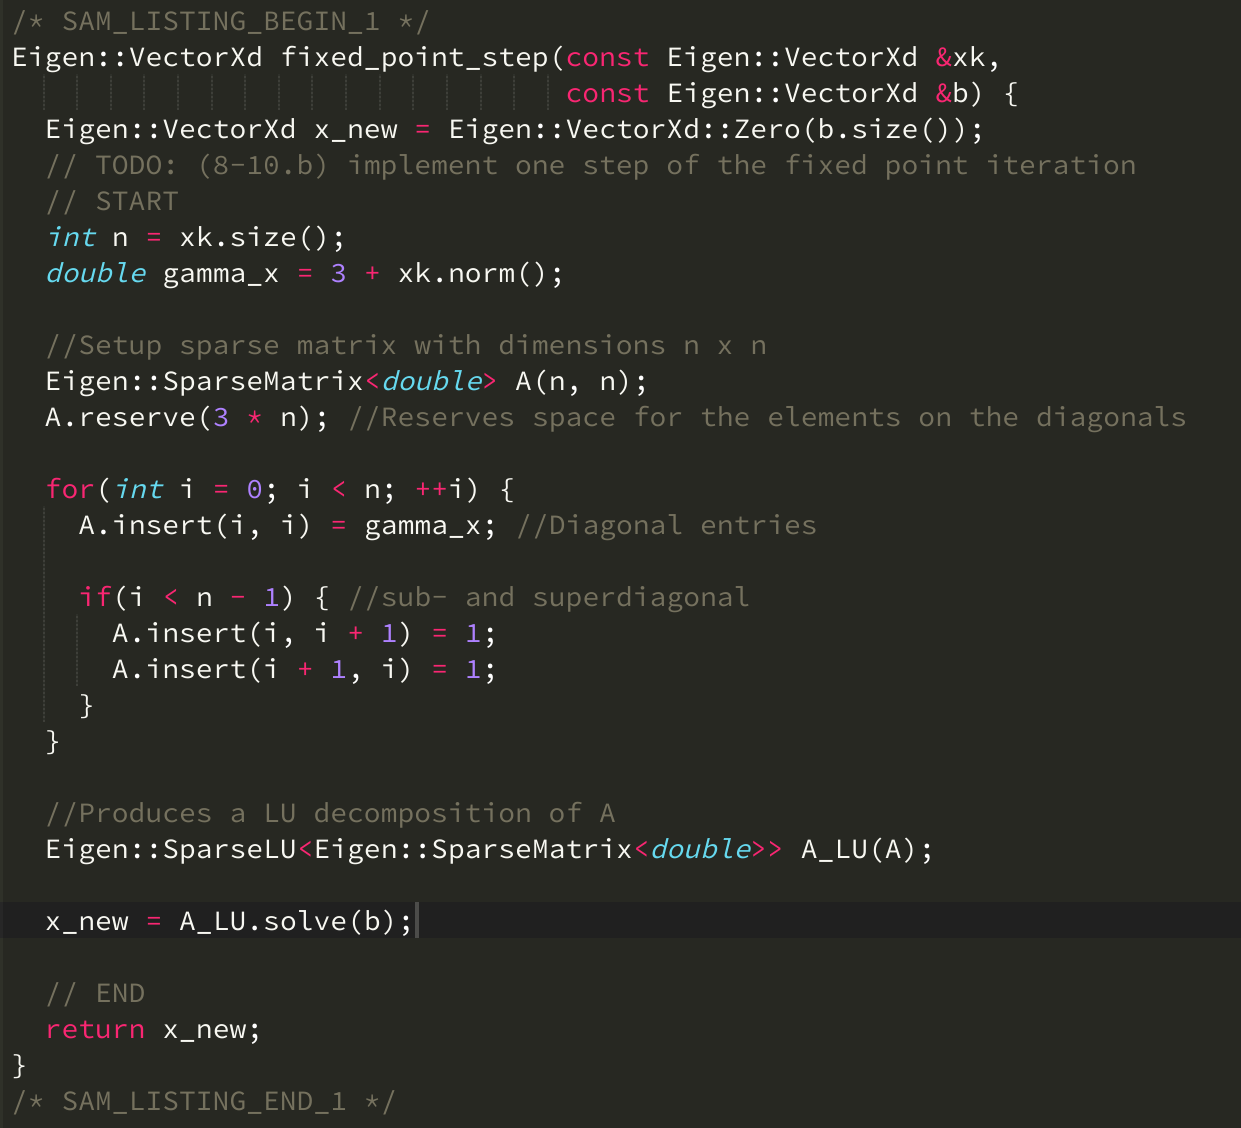 /* SAM_LISTING_BEGIN_1 */
Eigen::VectorXd fixed_point_step(const Eigen::VectorXd &xk,
const Eigen::VectorXd &b) {
Eigen::VectorXd x_new = Eigen::VectorXd::Zero(b.size());
// TODO: (8-10.b) implement one step of the fixed point iteration
// START
int n = xk.size();
double gamma_x = 3 + xk.norm();
//Setup sparse matrix with dimensions n x n
Eigen::SparseMatrix<double> A(n, n);
A.reserve(3 * n); //Reserves space for the elements on the diagonals
for(int i = 0; i < n; ++i) {
A.insert(i, i) = gamma_x; //Diagonal entries
if(i < n - 1) { //sub- and superdiagonal
A.insert(i, i + 1) = 1;
A.insert(i + 1, i) = 1;
}
}
//Produces a LU decomposition of A
Eigen::SparseLU<Eigen::SparseMatrix<double>> A_LU(A);
x_new = A_LU.solve(b);
// END
return x_new;
}
/* SAM_LISTING_END_1 */